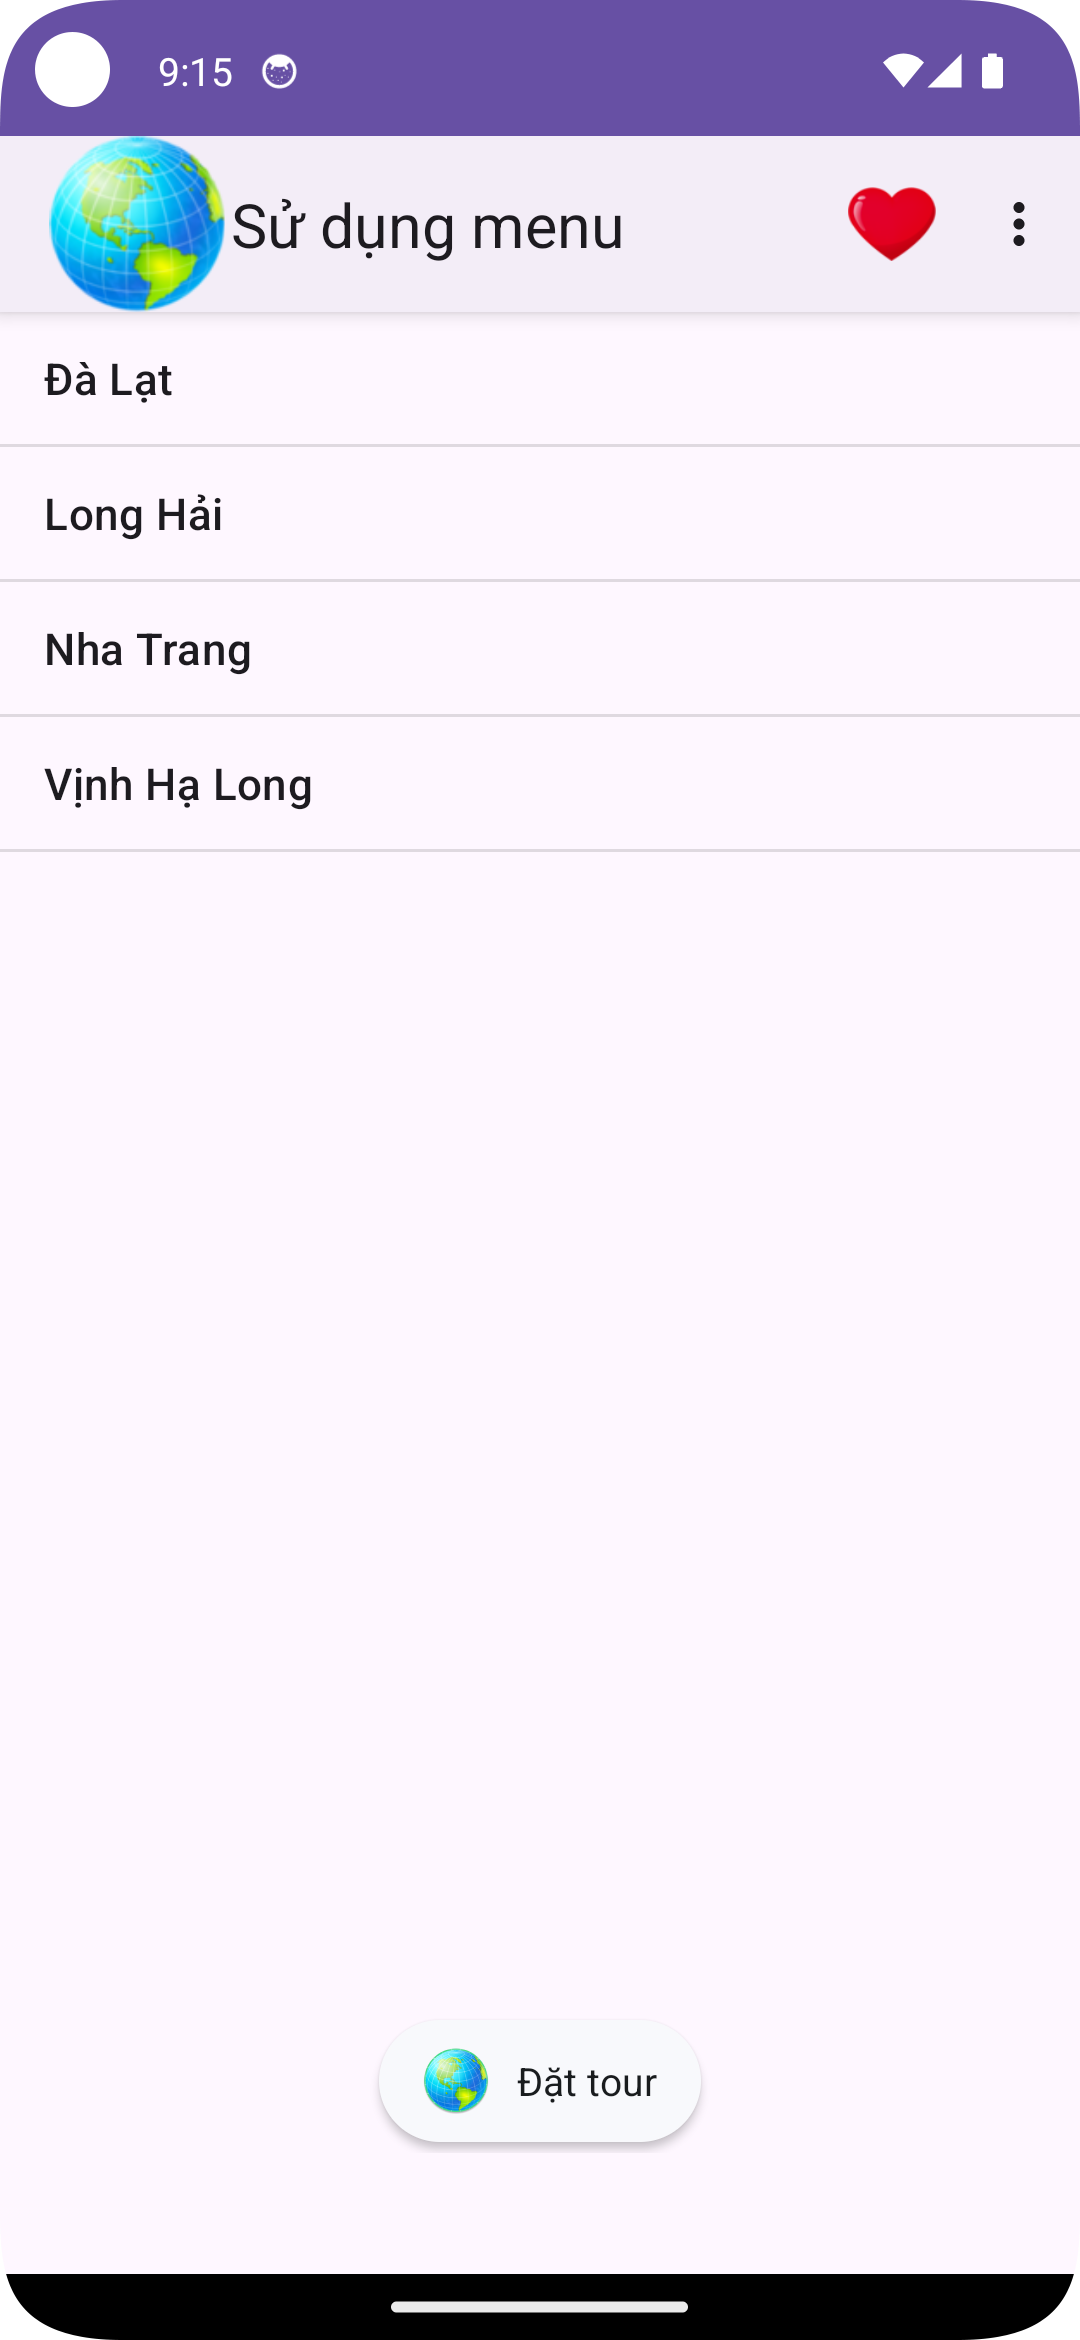 9:15
Sử dụng menu
Đà Lạt
Long Hải
Nha Trang
Vịnh Hạ Long
Đặt tour